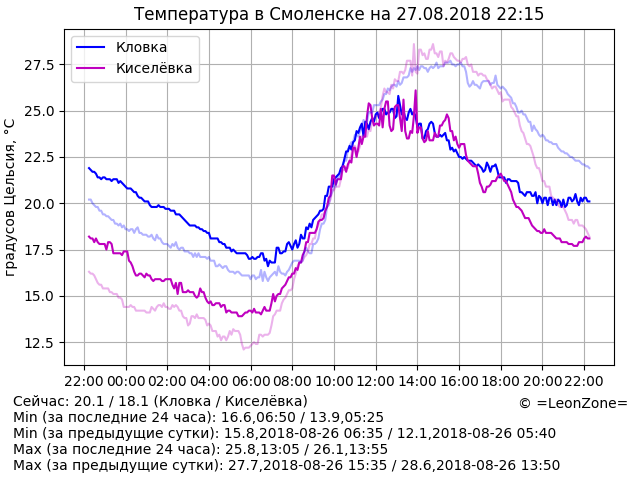 Температура в Смоленске на 27.08.2018 22:15
Кловка
Киселёвка
градусов Цельсия, °C
27.5
25.0
22.5
20.0
17.5
15.0
12.5
22:00 00:00 02:00 04:00 06:00 08:00 10:00 12:00 14:00 16:00 18:00 20:00 22:00
Сейчас: 20.1 / 18.1 (Кловка / Киселёвка)
© =LeonZone=
Min (за последние 24 часа): 16.6,06:50 / 13.9,05:25
Min (за предыдущие сутки): 15.8,2018-08-26 06:35 / 12.1,2018-08-26 05:40
Max (за последние 24 часа): 25.8,13:05 / 26.1,13:55
Max (за предыдущие сутки): 27.7,2018-08-26 15:35 / 28.6,2018-08-26 13:50